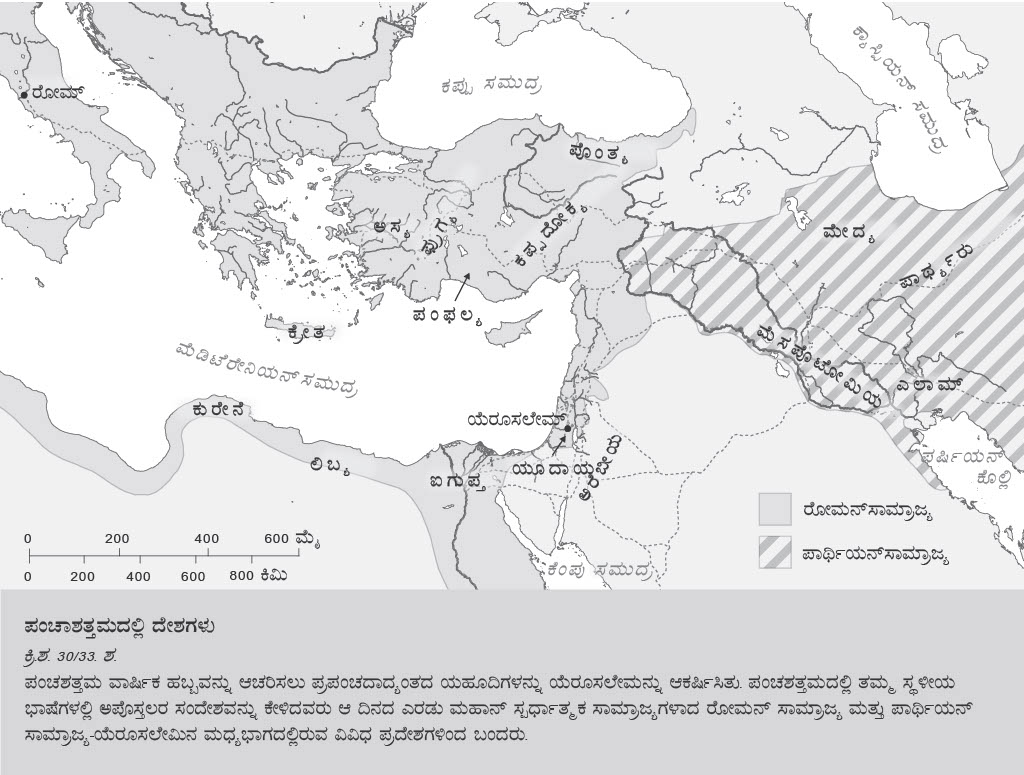 ಕಪ್ಪು ಸಮುದ್ರ
ಕ್ಯಾಸ್ಪಿಯನ್ ಸಮುದ್ರ
ರೋಮ್
ಪೊಂತ್ಯ
ಅಸ್ಯ
ಫ್ರುಗ್ಯ
ಕಪ್ಪದೋಕ್ಯ
ಮೇದ್ಯ
ಪಾರ್ಥ್ಯರು
ಪಂಫಲ್ಯ
ಕ್ರೇತ
ಮೆಡಿಟೆರೇನಿಯನ್ ಸಮುದ್ರ
ಮೆಸಪೊಟೋಮಿಯ
ಎಲಾಮ್
ಕುರೇನೆ
ಯೆರೂಸಲೇಮ್
ಲಿಬ್ಯ
ಐಗುಪ್ತ
ಯೂದಾಯ
ಅರೇಬೀಯ
ಪರ್ಷಿಯನ್
ಕೊಲ್ಲಿ
ಕೆಂಪು ಸಮುದ್ರ
ರೋಮನ್‌ಸಾಮ್ರಾಜ್ಯ
ಪಾರ್ಥಿಯನ್‌ಸಾಮ್ರಾಜ್ಯ
0 200 400 600 ಮೈ
0 200 400 600 800 ಕಿಮಿ
ಪಂಚಾಶತ್ತಮದಲ್ಲಿ ದೇಶಗಳು
ಕ್ರಿ.ಶ. 30/33. ಶ.
ಪಂಚಶತ್ತಮ ವಾರ್ಷಿಕ ಹಬ್ಬವನ್ನು ಆಚರಿಸಲು ಪ್ರಪಂಚದಾದ್ಯಂತದ ಯಹೂದಿಗಳನ್ನು ಯೆರೂಸಲೇಮನ್ನು ಆಕರ್ಷಿಸಿತು. ಪಂಚಶತ್ತಮದಲ್ಲಿ ತಮ್ಮ ಸ್ಥಳೀಯ
ಭಾಷೆಗಳಲ್ಲಿ ಅಪೊಸ್ತಲರ ಸಂದೇಶವನ್ನು ಕೇಳಿದವರು ಆ ದಿನದ ಎರಡು ಮಹಾನ್ ಸ್ಪರ್ಧಾತ್ಮಕ ಸಾಮ್ರಾಜ್ಯಗಳಾದ ರೋಮನ್ ಸಾಮ್ರಾಜ್ಯ ಮತ್ತು ಪಾರ್ಥಿಯನ್
ಸಾಮ್ರಾಜ್ಯ-ಯೆರೂಸಲೇಮಿನ ಮಧ್ಯಭಾಗದಲ್ಲಿರುವ ವಿವಿಧ ಪ್ರದೇಶಗಳಿಂದ ಬಂದರು.